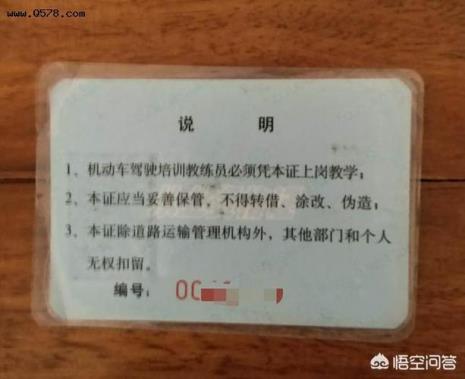 www.0578.com
说 明
1、机动车驾驶培训教练员必须凭本证上岗教学；
2、本证应当妥善保管，不得转借、涂改、伪造；
3、本证除道路运输管理机构外，其他部门和个人
无权扣留。
编号：00
悟空问答